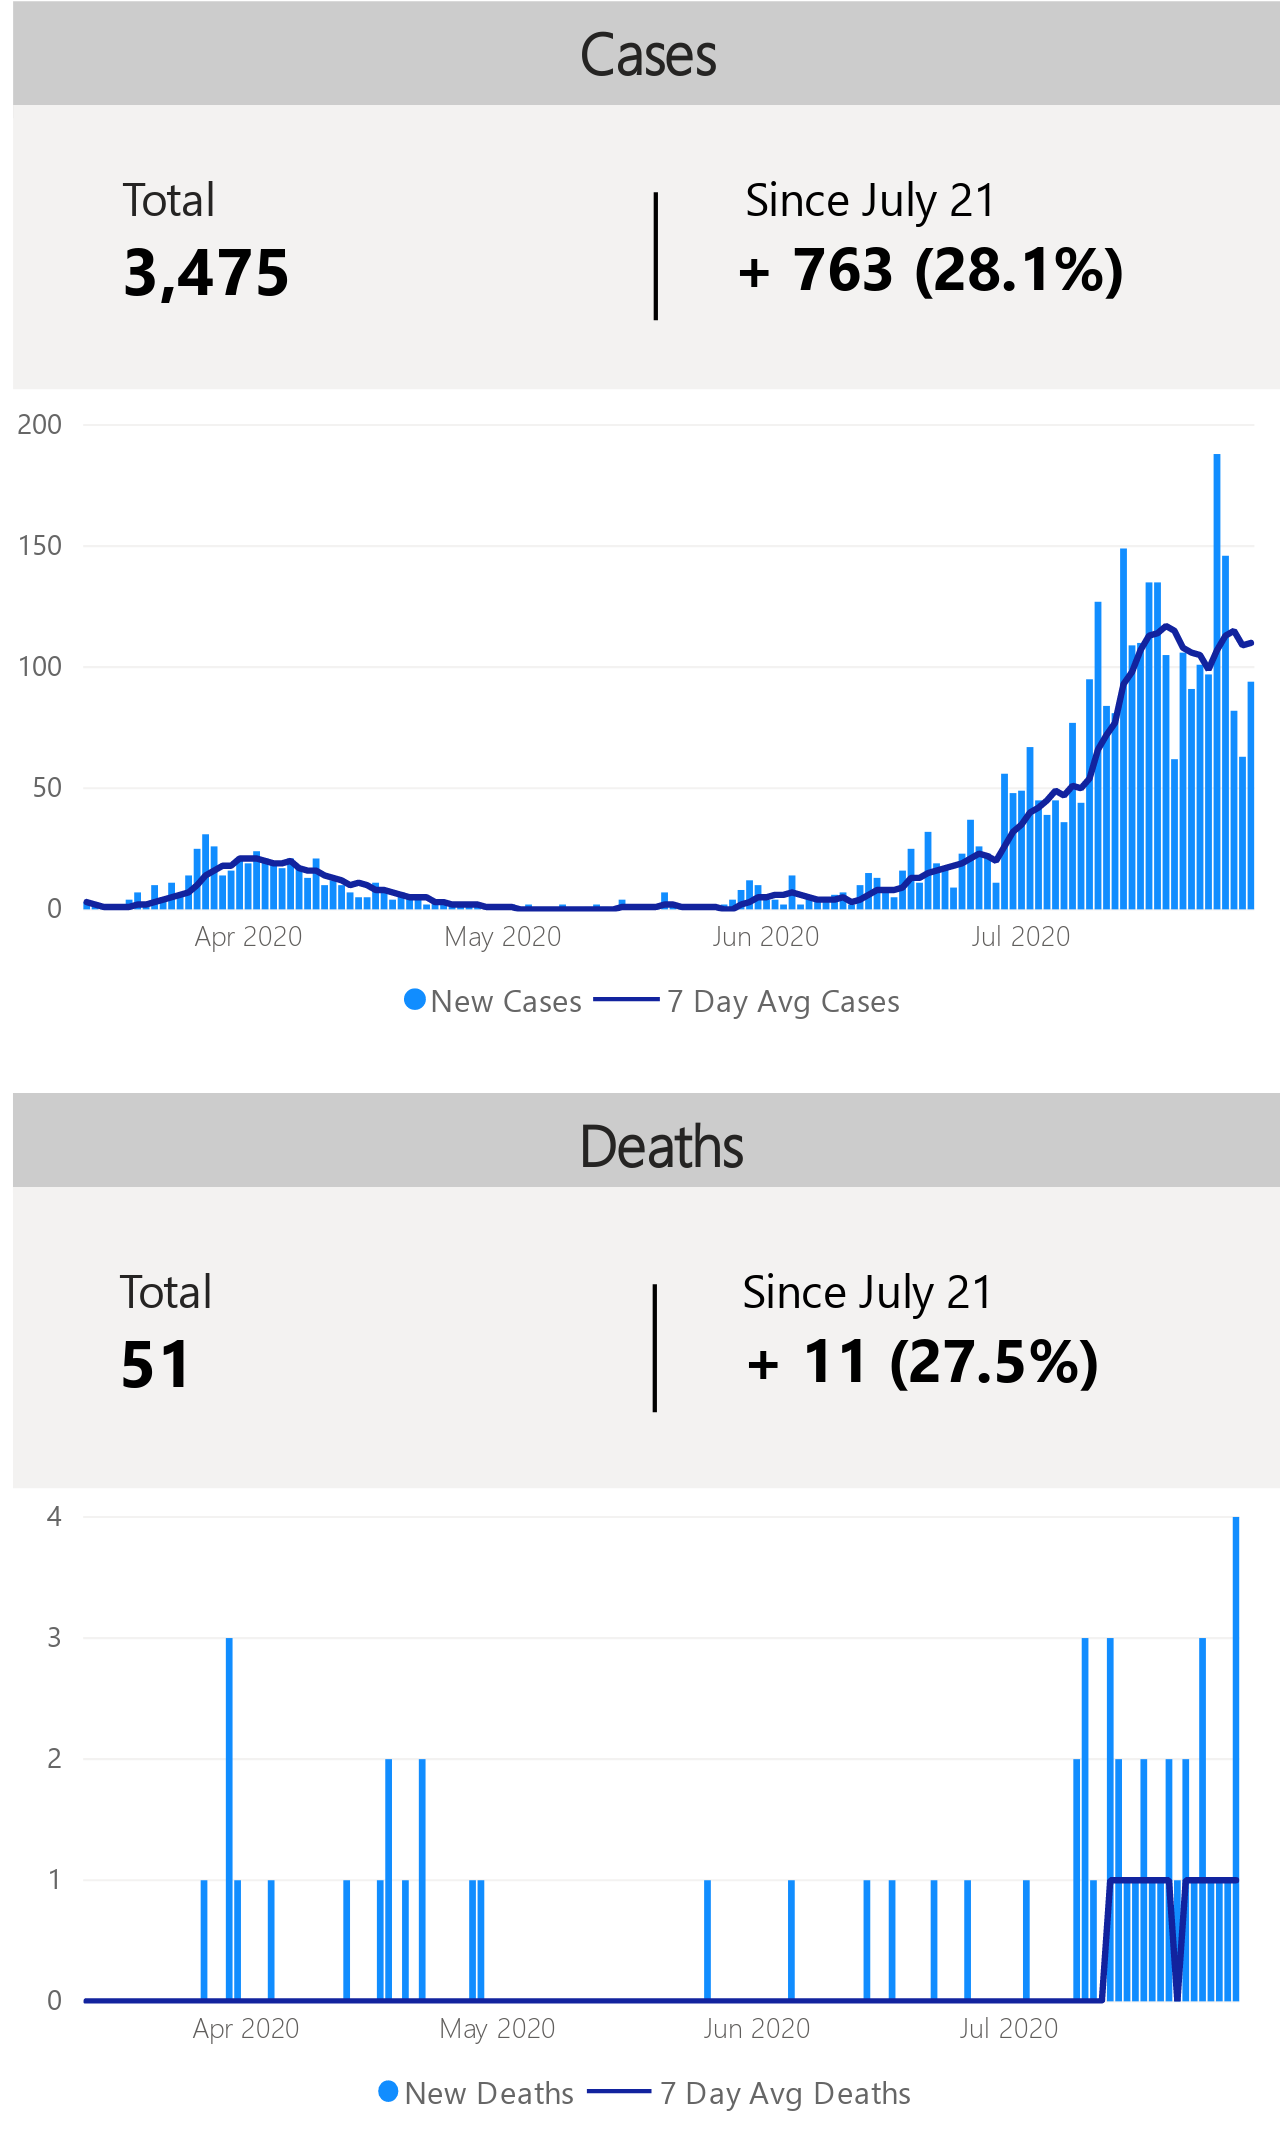 Cases
Total
Since July 21
3,475
+ 763 (28.1%)
200
150
100
50
0
Apr 2020 May 2020 Jun 2020 Jul 2020
New Cases 7 Day Avg Cases
Deaths
Total
Since July 21
51
+ 11 (27.5%)
4
3
2
1
0
Apr 2020 May 2020 Jun 2020 Jul 2020
New Deaths 7 Day Avg Deaths